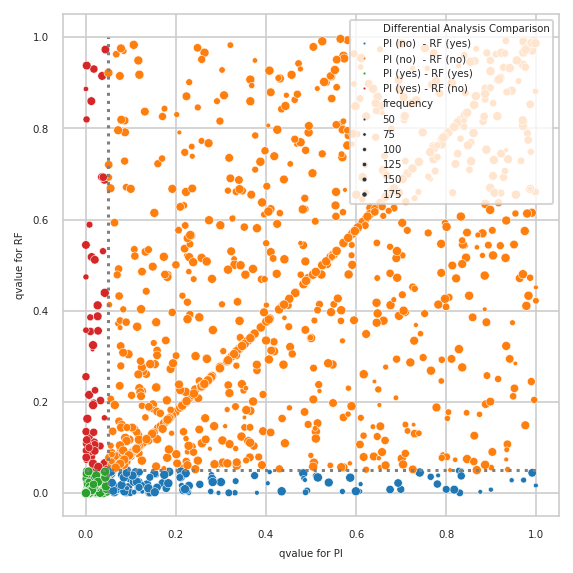 Differential Analysis Comparison
PI (no)  - RF (yes)
PI (no)  - RF (no)
PI (yes) - RF (yes)
PI (yes) - RF (no)
frequency
50
75
100
125
150
175
1.0
0.8
0.6
0.4
0.2
0.0
qvalue for RF
0.0 0.2 0.4 0.6 0.8 1.0
qvalue for PI